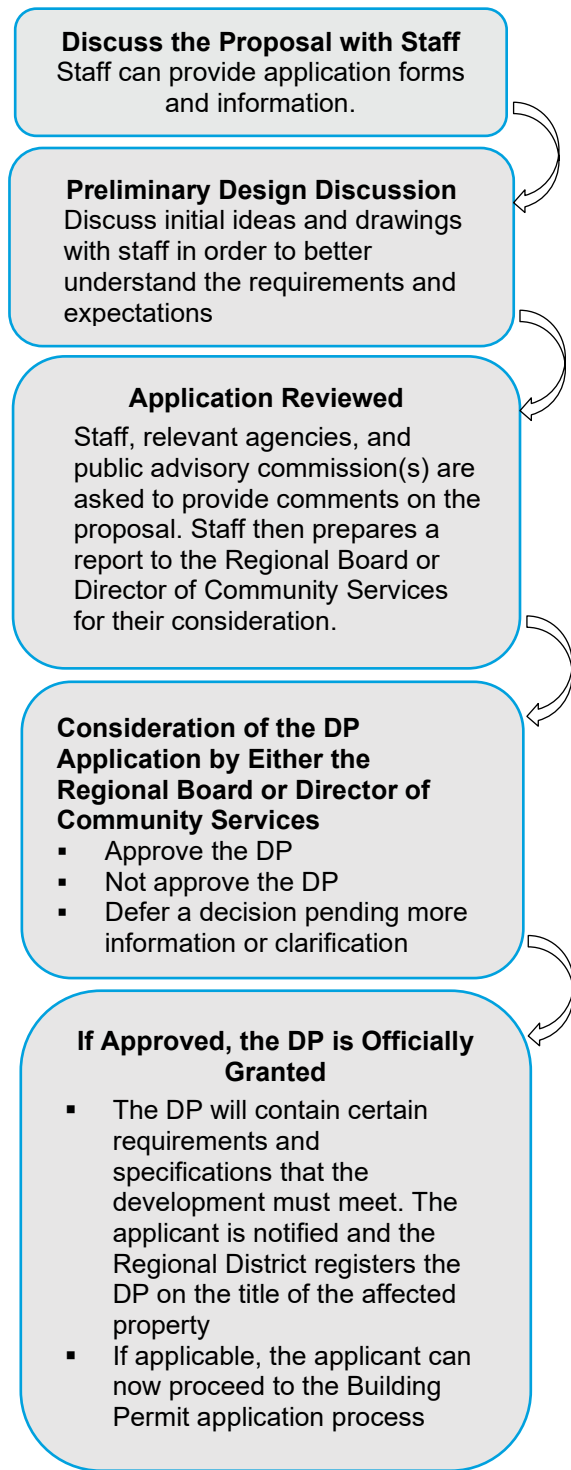 Discuss the Proposal with Staff
Staff can provide application forms
and information.
Preliminary Design Discussion
Discuss initial ideas and drawings
with staff in order to better
understand the requirements and
expectations
Application Reviewed
Staff, relevant agencies, and
public advisory commission(s) are
asked to provide comments on the
proposal. Staff then prepares a
report to the Regional Board or
Director of Community Services
for their consideration.
Consideration of the DP
Application by Either the
Regional Board or Director of
Community Services
▪ Approve the DP
▪ Not approve the DP
▪ Defer a decision pending more
information or clarification
If Approved, the DP is Officially
Granted
▪ The DP will contain certain
requirements and
specifications that the
development must meet. The
applicant is notified and the
Regional District registers the
DP on the title of the affected
property
▪ If applicable, the applicant can
now proceed to the Building
Permit application process